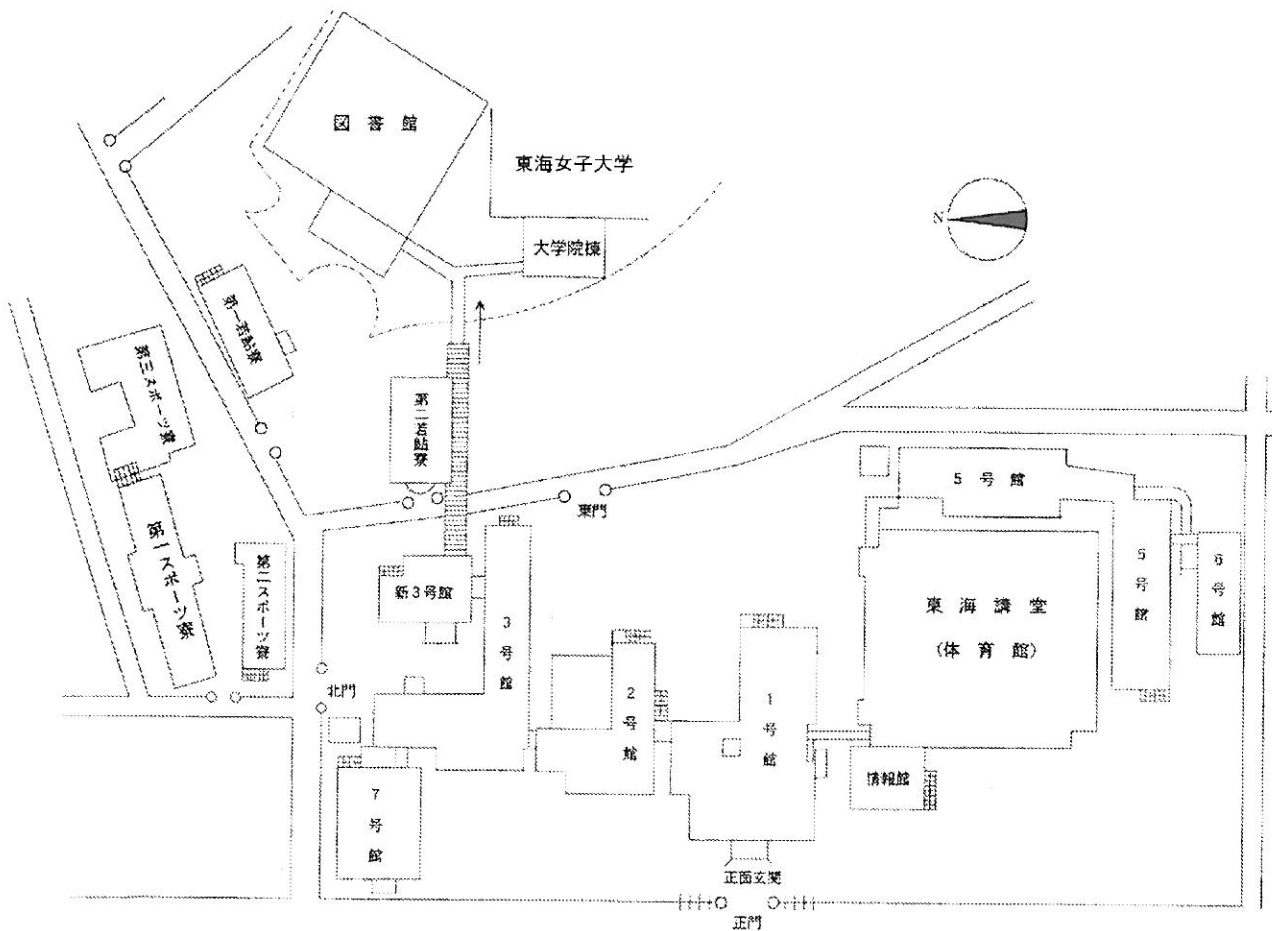 図書館
東海女子大学
N
大学院棟
第一若鮎寮
第三スポーツ寮
第二若鮎寮
5号館
東門
第一スポーツ寮
第二スポーツ寮
新3号館
3号館
東海講堂
(体育館)
5号館
6号館
北門
2号館
1号館
情報館
7号館
正面玄関
正門